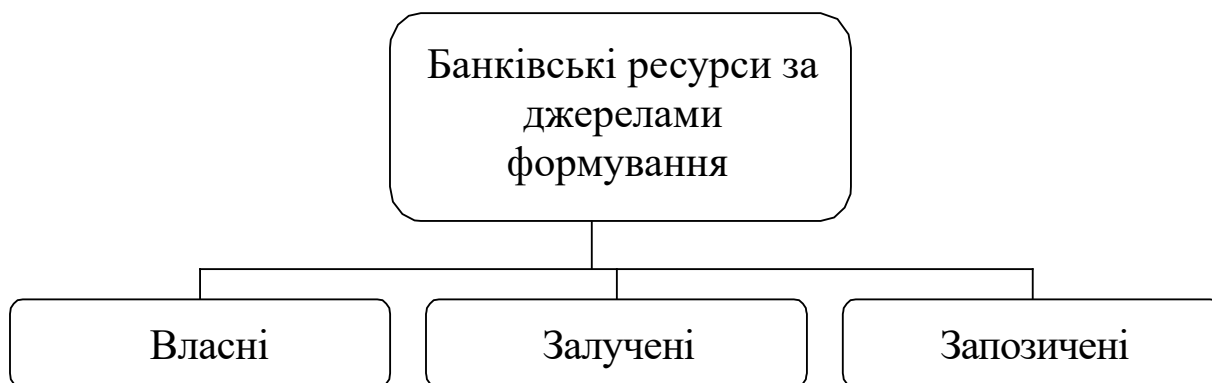 Банківські ресурси за
джерелами
формування
Власні
Залучені
Запозичені